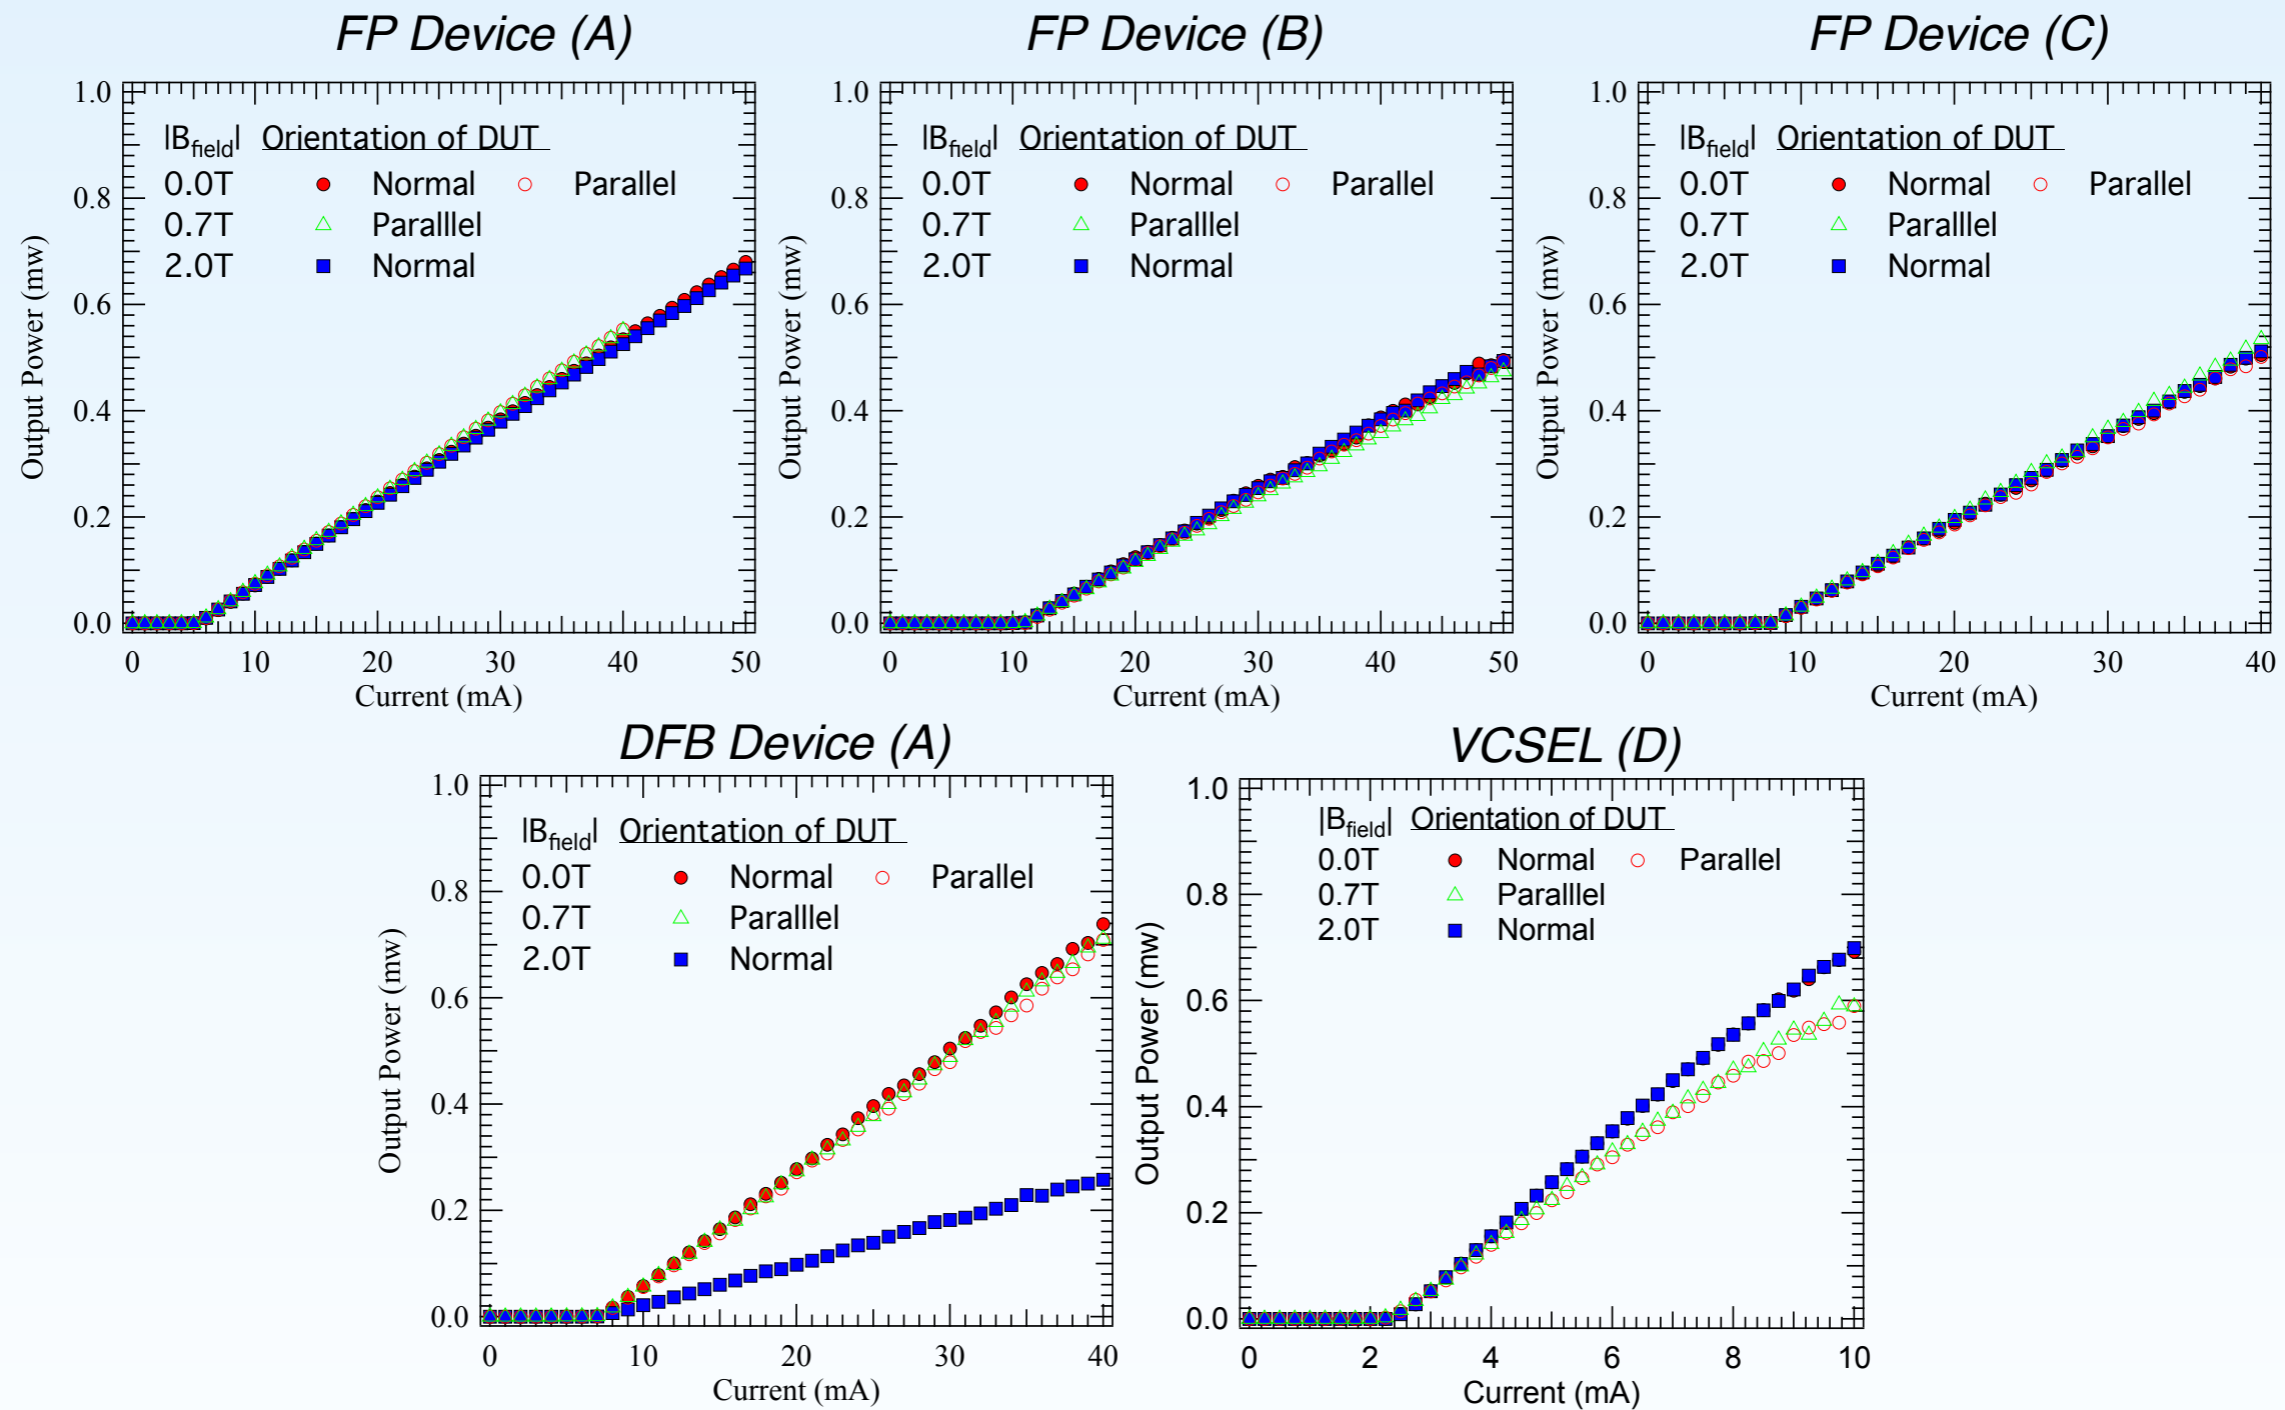 FP Device (A)
FP Device (B)
FP Device (C)
1.0
0.8
0.6
0.4
0.2
0.0
Output Power (mw)
|Bfield| Orientation of DUT
0.0T Normal Parallel
0.7T Paralllel
2.0T Normal
0 10 20 30 40 50
Current (mA)
1.0
0.8
0.6
0.4
0.2
0.0
Output Power (mw)
|Bfield| Orientation of DUT
0.0T Normal Parallel
0.7T Paralllel
2.0T Normal
0 10 20 30 40 50
Current (mA)
1.0
0.8
0.6
0.4
0.2
0.0
Output Power (mw)
|Bfield| Orientation of DUT
0.0T Normal Parallel
0.7T Paralllel
2.0T Normal
0 10 20 30 40
Current (mA)
DFB Device (A)
VCSEL (D)
1.0
0.8
0.6
0.4
0.2
0.0
Output Power (mw)
|Bfield| Orientation of DUT
0.0T Normal Parallel
0.7T Paralllel
2.0T Normal
0 10 20 30 40
Current (mA)
1.0
0.8
0.6
0.4
0.2
0.0
Output Power (mw)
|Bfield| Orientation of DUT
0.0T Normal Parallel
0.7T Paralllel
2.0T Normal
0 2 4 6 8 10
Current (mA)